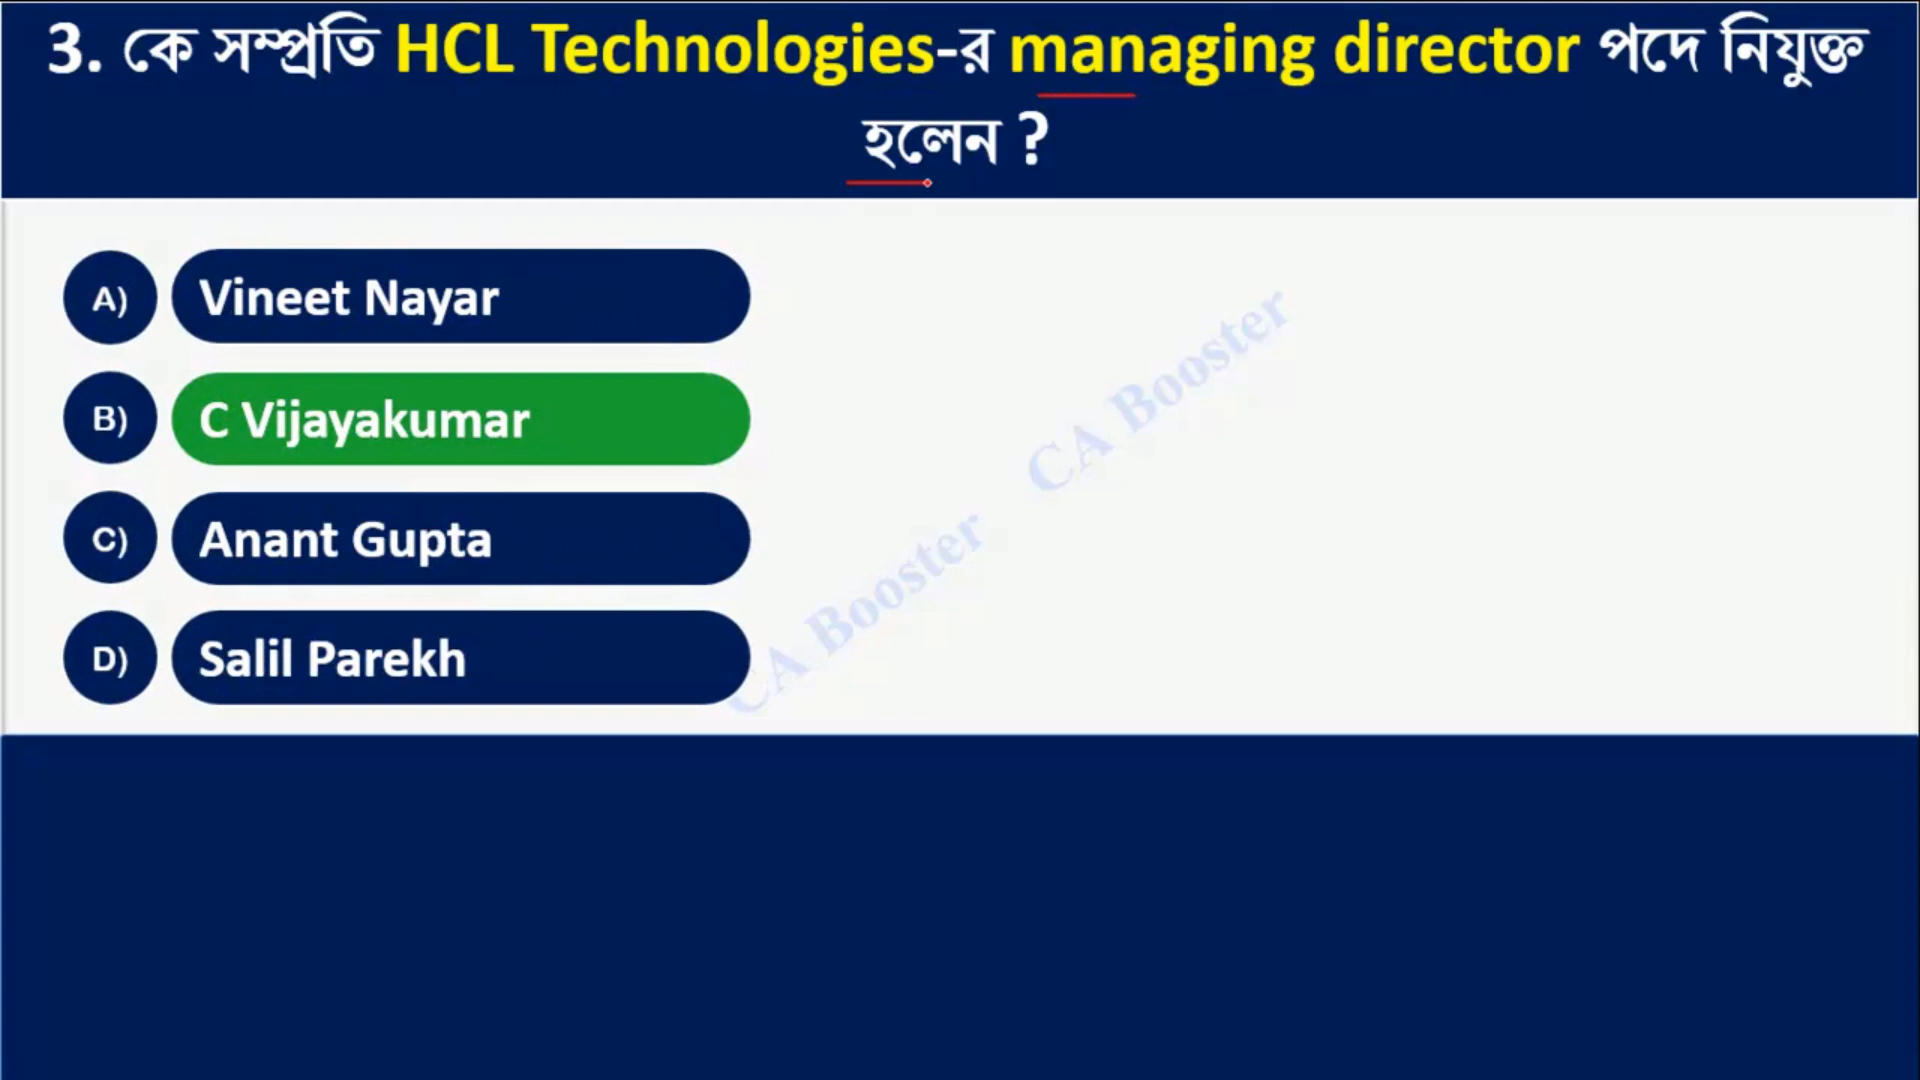 3. কে সম্প্রতি HCL Technologies-র managing director পদে নিযুক্ত
হলেন ?
A) Vineet Nayar
B) C Vijayakumar
C) Anant Gupta
D) Salil Parekh
CA Booster
CA Booster